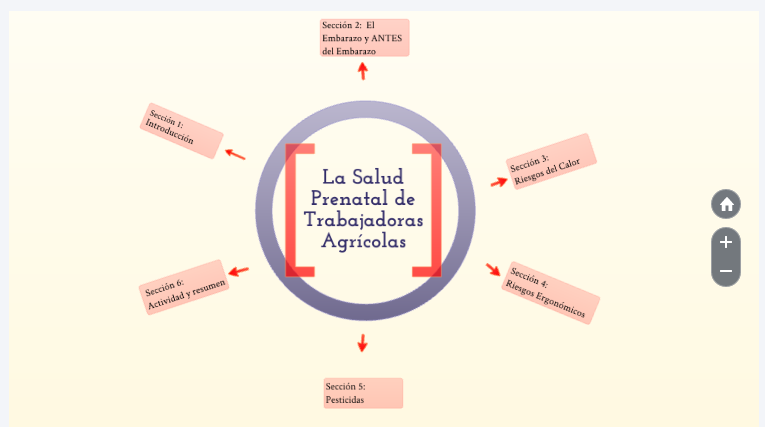 Sección 2: El
Embarazo y ANTES
del Embarazo
Sección 1:
Introducción
Sección 3:
Riesgos del Calor
La Salud
Prenatal de
Trabajadoras
Agrícolas
Sección 6:
Actividad y resumen
Sección 4:
Riesgos Ergonómicos
Sección 5:
Pesticidas